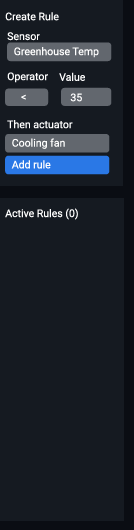 Create Rule
Sensor
Greenhouse Temp
Operator Value
< 35
Then actuator
Cooling fan
Add rule
Active Rules (0)